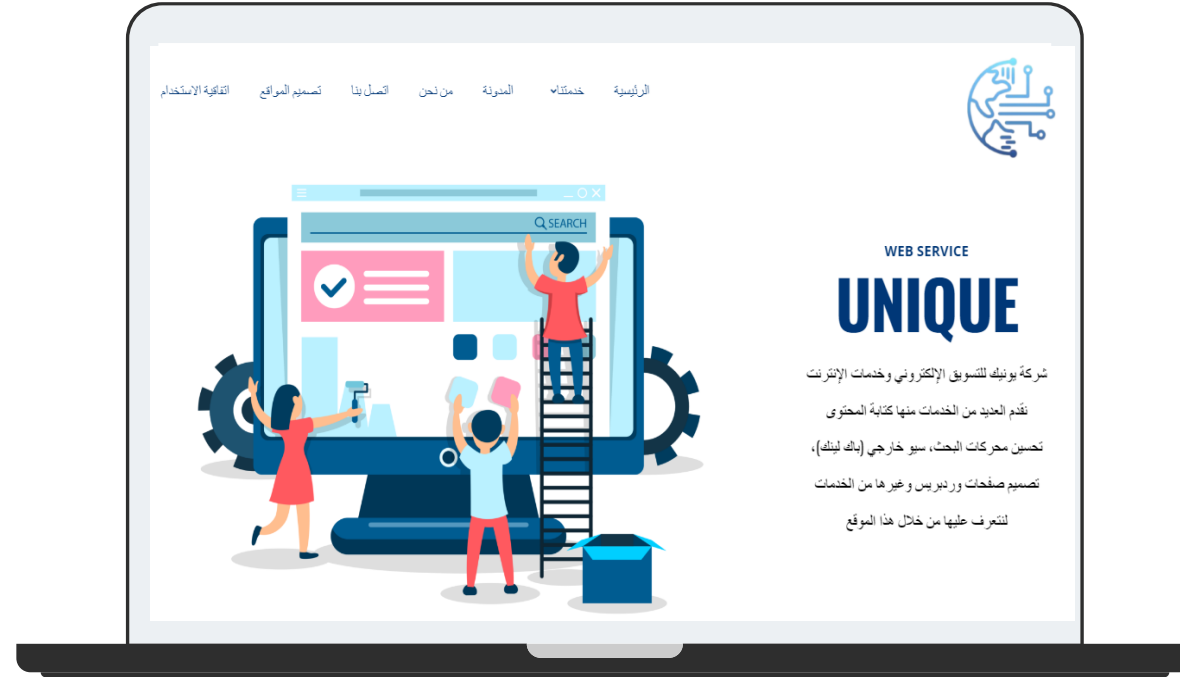 الرئيسية خدمتنا المدونة من نحن اتصل بنا تصميم المواقع اتفاقية الاستخدام
SEARCH
WEB SERVICE
UNIQUE
شركة يونيك للتسويق الإلكتروني وخدمات الإنترنت
نقدم العديد من الخدمات منها كتابة المحتوى
تحسين محركات البحث، سيو خارجي (باك لينك)،
تصميم صفحات وردبريس وغيرها من الخدمات
لنتعرف عليها من خلال هذا الموقع